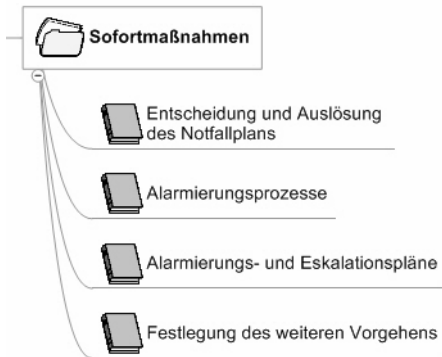 Sofortmaßnahmen
Entscheidung und Auslösung
des Notfallplans
Alarmierungsprozesse
Alarmierungs- und Eskalationspläne
Festlegung des weiteren Vorgehens